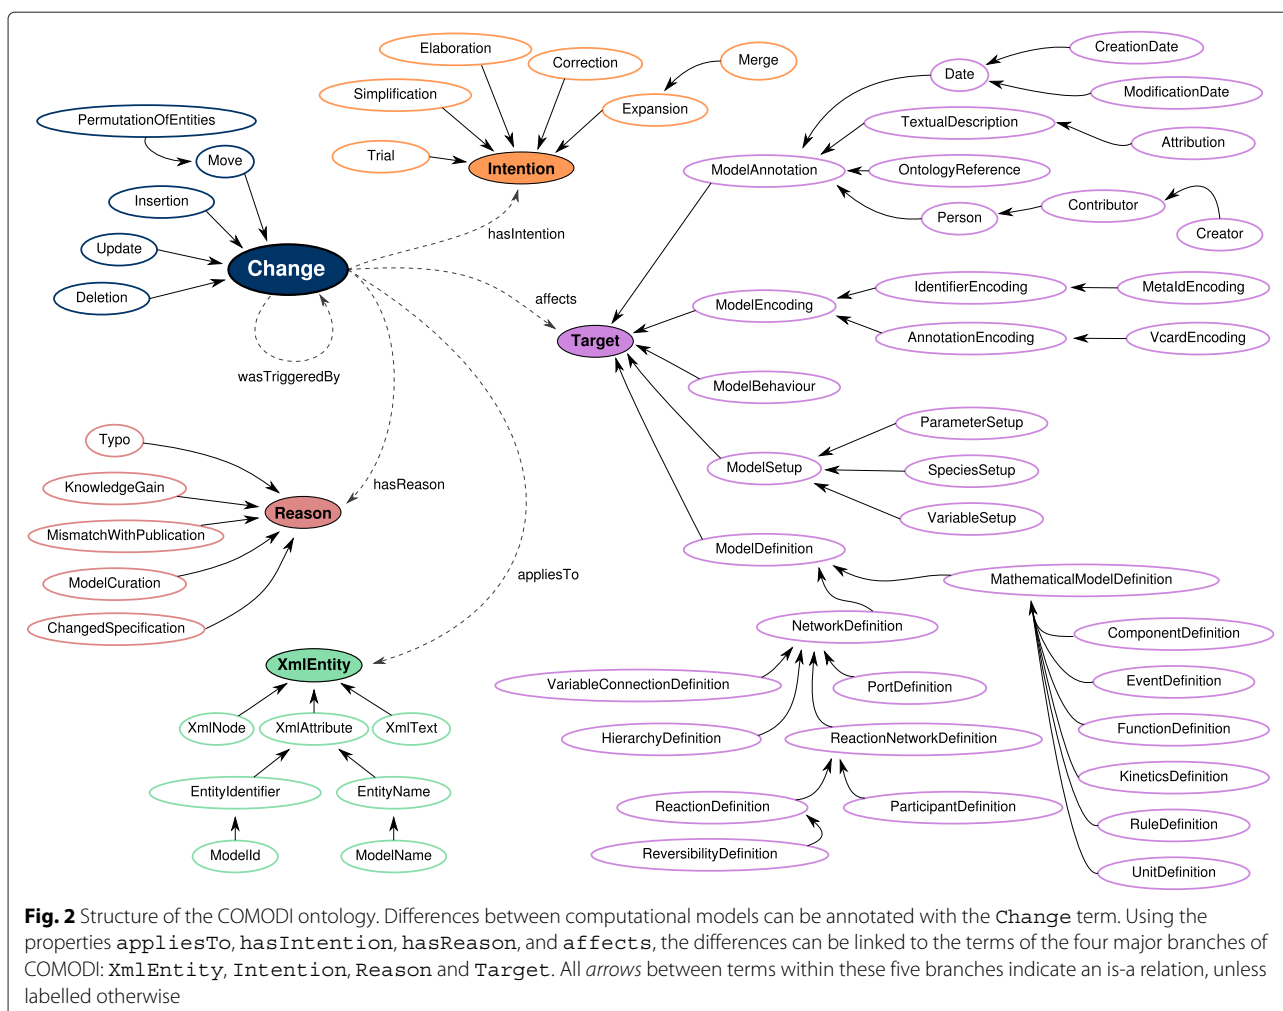 Elaboration
Correction
Merge
Simplification
Expansion
Trial
Intention
PermutationOfEntities
Move
Insertion
Update
Deletion
Change
hasIntention
affects
wasTriggeredBy
hasReason
appliesTo
CreationDate
Date
ModificationDate
TextualDescription
Attribution
ModelAnnotation
OntologyReference
Person
Contributor
Creator
ModelEncoding
IdentifierEncoding
MetaIdEncoding
AnnotationEncoding
VcardEncoding
Target
ModelBehaviour
ParameterSetup
ModelSetup
SpeciesSetup
VariableSetup
ModelDefinition
MathematicalModelDefinition
NetworkDefinition
ComponentDefinition
EventDefinition
FunctionDefinition
KineticsDefinition
RuleDefinition
UnitDefinition
VariableConnectionDefinition
PortDefinition
HierarchyDefinition
ReactionNetworkDefinition
ReactionDefinition
ParticipantDefinition
ReversibilityDefinition
Typo
KnowledgeGain
Reason
MismatchWithPublication
ModelCuration
ChangedSpecification
XmlEntity
XmlNode
XmlAttribute
XmlText
EntityIdentifier
EntityName
ModelId
ModelName
Fig. 2 Structure of the COMODI ontology. Differences between computational models can be annotated with the Change term. Using the
properties appliesTo, hasIntention, hasReason, and affects, the differences can be linked to the terms of the four major branches of
COMODI: XmlEntity, Intention, Reason and Target. All arrows between terms within these five branches indicate an is-a relation, unless
labelled otherwise